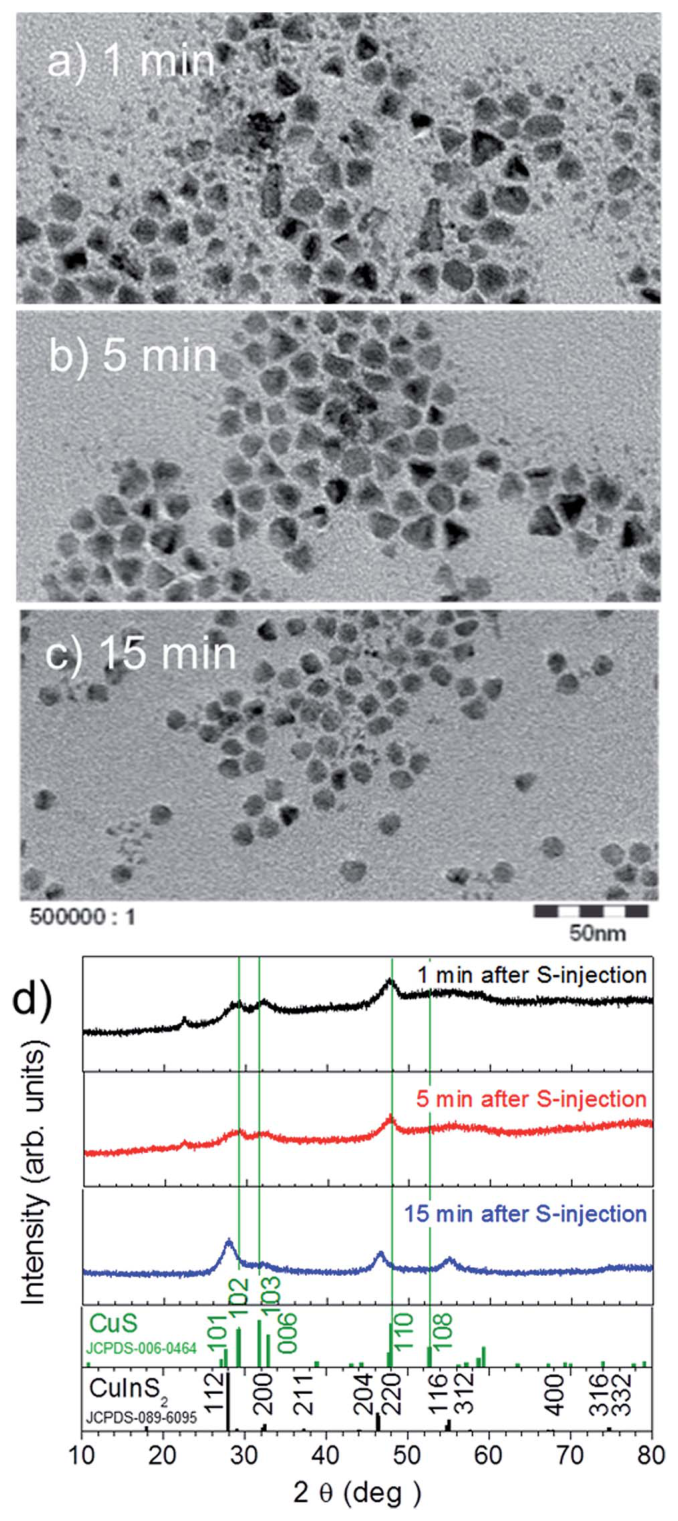 a) 1 min
b) 5 min
c) 15 min
500000 : 1
50nm
d)
1 min after S-injection
5 min after S-injection
15 min after S-injection
Intensity (arb. units)
CuS
JCPDS-006-0464
101
102
103
006
110
108
CuInS₂
JCPDS-089-6095
112
200
211
204
220
116
312
400
316
332
10 20 30 40 50 60 70 80
2 θ (deg )